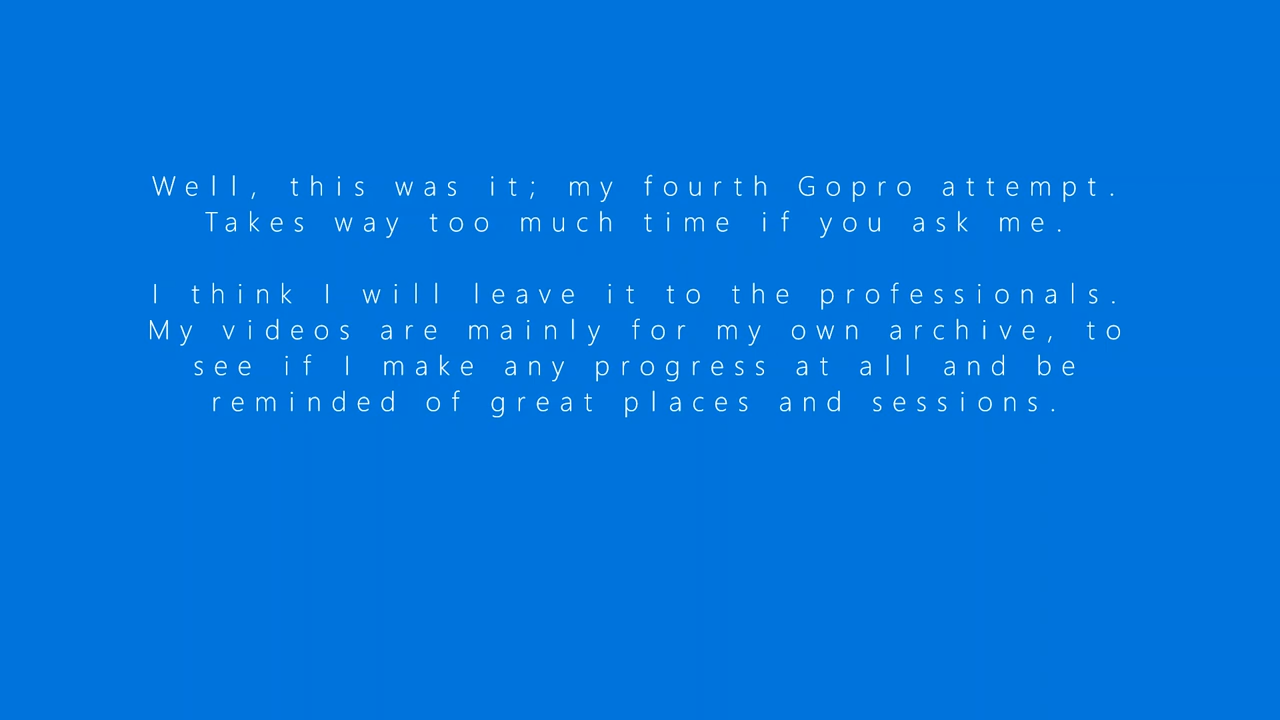 Well, this was it; my fourth Gopro attempt.
Takes way too much time if you ask me.
I think I will leave it to the professionals.
My videos are mainly for my own archive, to
see if I make any progress at all and be
reminded of great places and sessions.